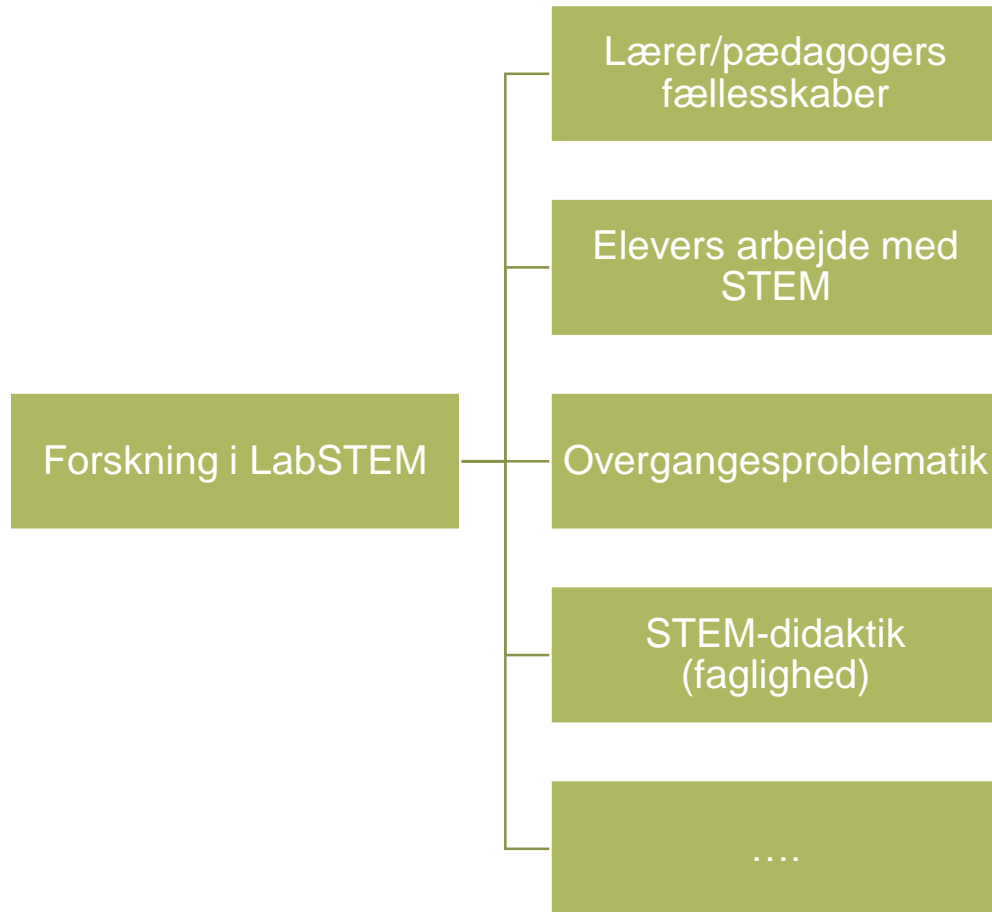 Lærer/pædagogers
fællesskaber
Elevers arbejde med
STEM
Forskning i LabSTEM
Overgangesproblematik
STEM-didaktik
(faglighed)
....